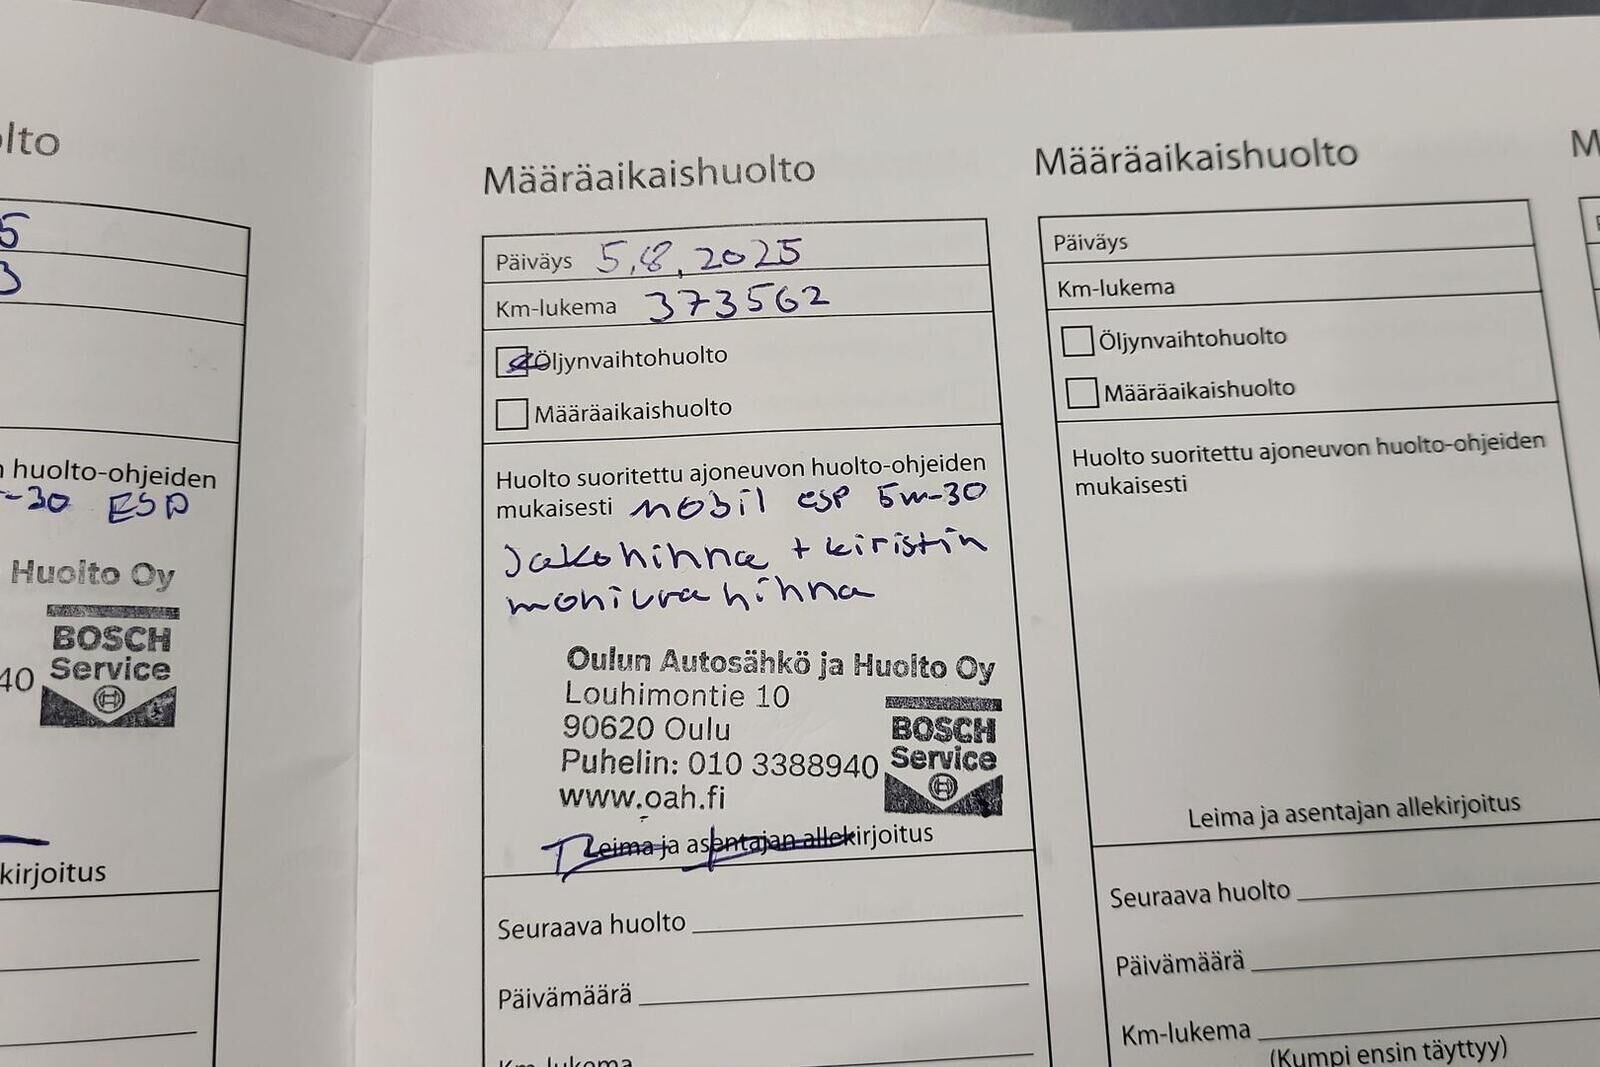 olto
5
3
huolto-ohjeiden
-30 ESP
Huolto Oy
40
BOSCH
Service
kirjoitus
Määräaikaishuolto
Päiväys 5.8.2025
Km-lukema 373562
Öljynvaihtohuolto
Määräaikaishuolto
Huolto suoritettu ajoneuvon huolto-ohjeiden
mukaisesti mobil esp 5w-30
Jakohihna + kiristin
moniurahihna
Oulun Autosähkö ja Huolto Oy
Louhimontie 10
90620 Oulu
Puhelin: 010 3388940
www.oah.fi
BOSCH
Service
Leima ja asentajan allekirjoitus
Seuraava huolto
Päivämäärä
Km-lukema
Määräaikaishuolto
Päiväys
Km-lukema
Öljynvaihtohuolto
Määräaikaishuolto
Huolto suoritettu ajoneuvon huolto-ohjeiden
mukaisesti
Leima ja asentajan allekirjoitus
Seuraava huolto
Päivämäärä
Km-lukema
(Kumpi ensin täyttyy)
M